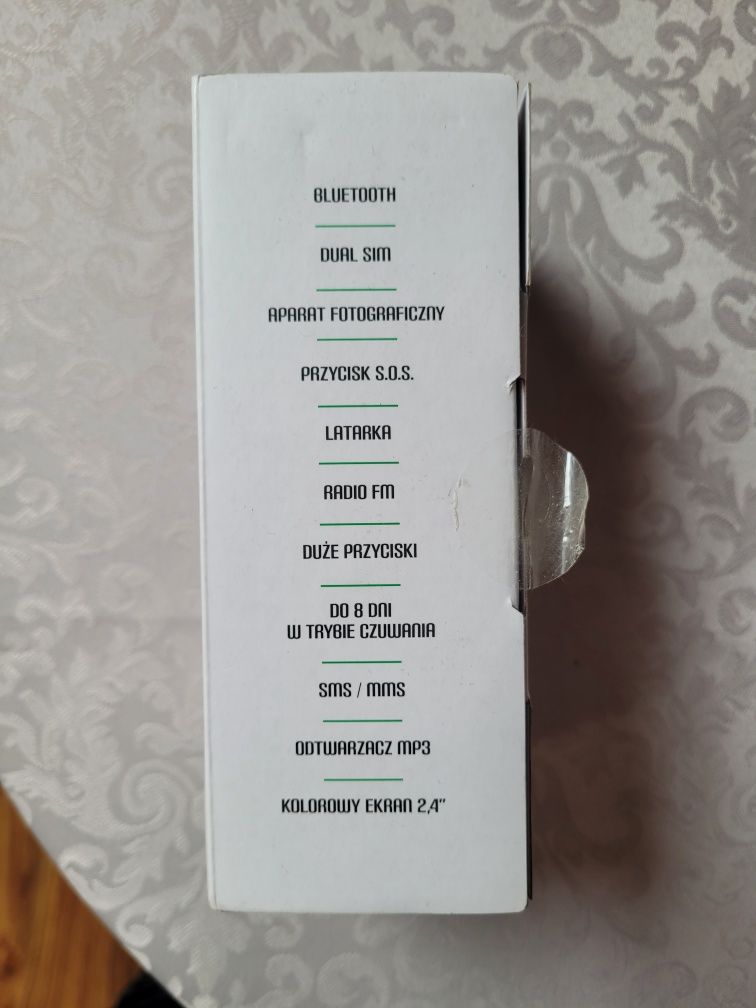 BLUETOOTH
DUAL SIM
APARAT FOTOGRAFICZNY
PRZYCISK S.O.S.
LATARKA
RADIO FM
DUŻE PRZYCISKI
DO 8 DNI
W TRYBIE CZUWANIA
SMS / MMS
ODTWARZACZ MP3
KOLOROWY EKRAN 2,4"